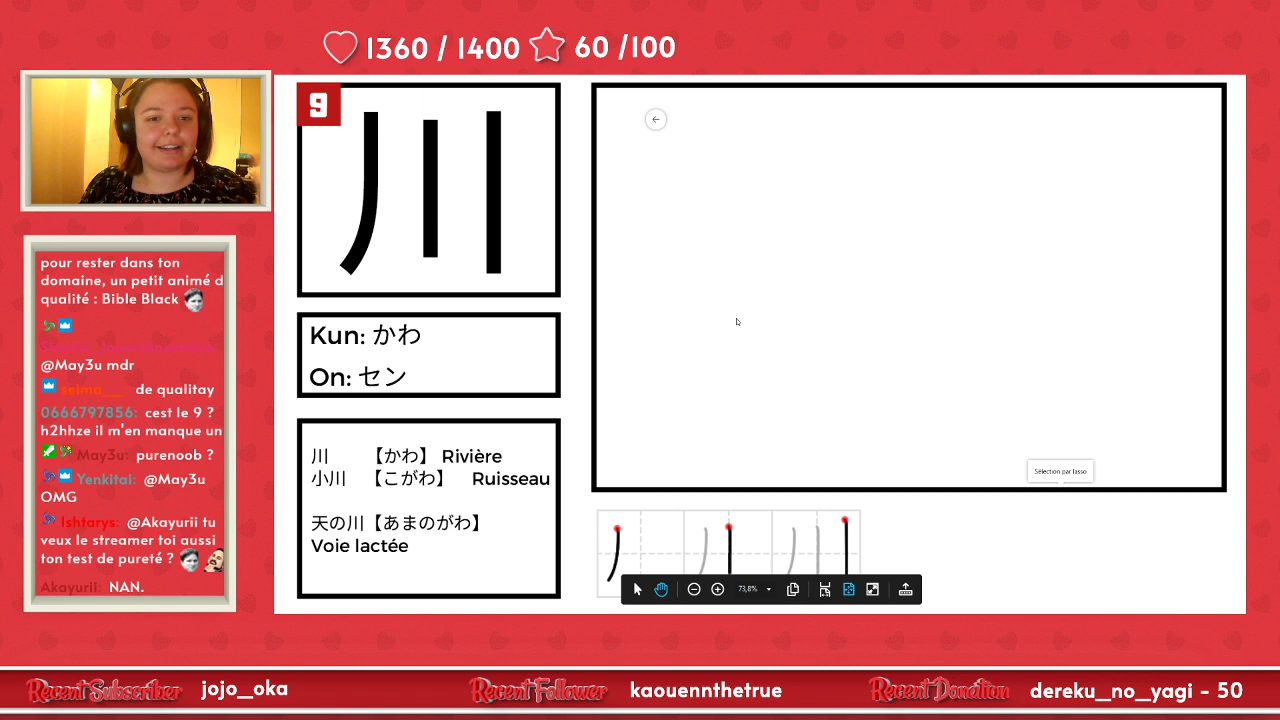 1360 / 1400 60 /100
9
川
Kun: かわ
On: セン
川 【かわ】 Rivière
小川 【こがわ】 Ruisseau
天の川【あまのがわ】
Voie lactée
Sélection par lasso
73,8%
pour rester dans ton
domaine, un petit animé d
qualité : Bible Black
@May3u mdr
seima__ de qualitay
0666797856: cest le 9 ?
h2hhze il m'en manque un
May3u: purenoob ?
Yenkitai: @May3u
OMG
Ishtarys: @Akayurii tu
veux le streamer toi aussi
ton test de pureté ?
Akayurii: NAN.
Recent Subscriber jojo_oka
Recent Follower kaouennthetrue
Recent Donation dereku_no_yagi - 50